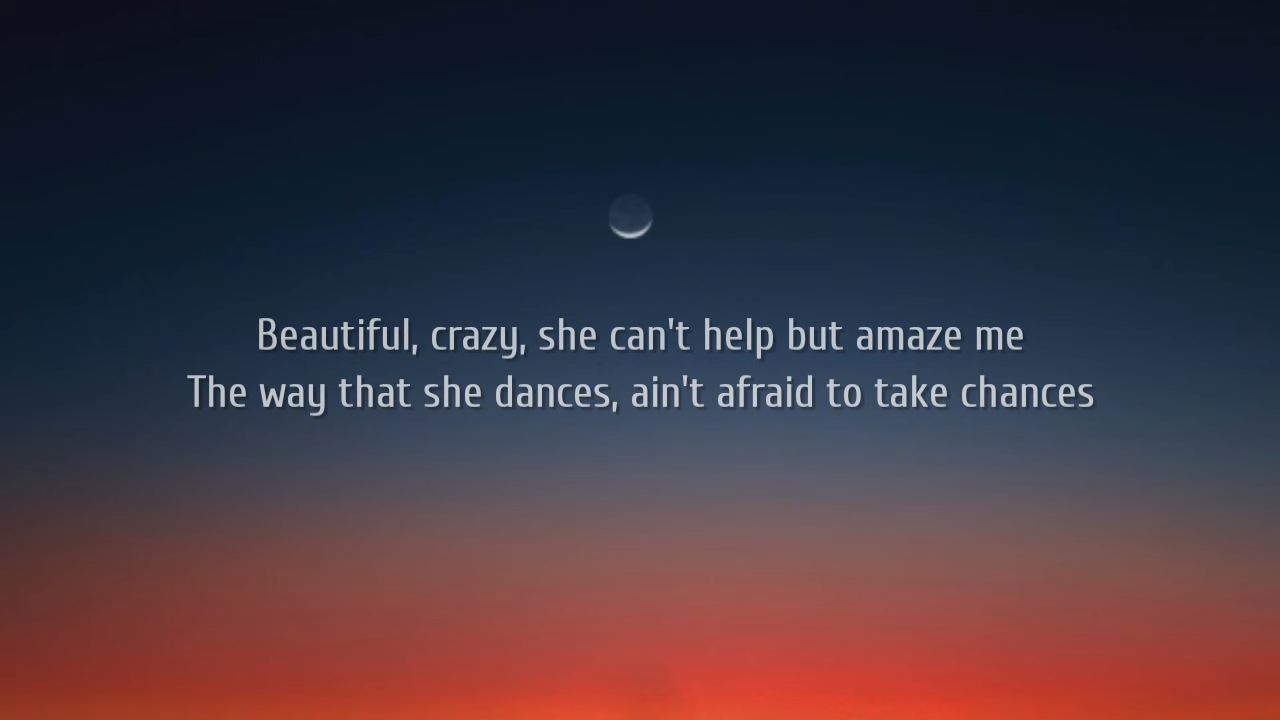 Beautiful, crazy, she can't help but amaze me
The way that she dances, ain't afraid to take chances